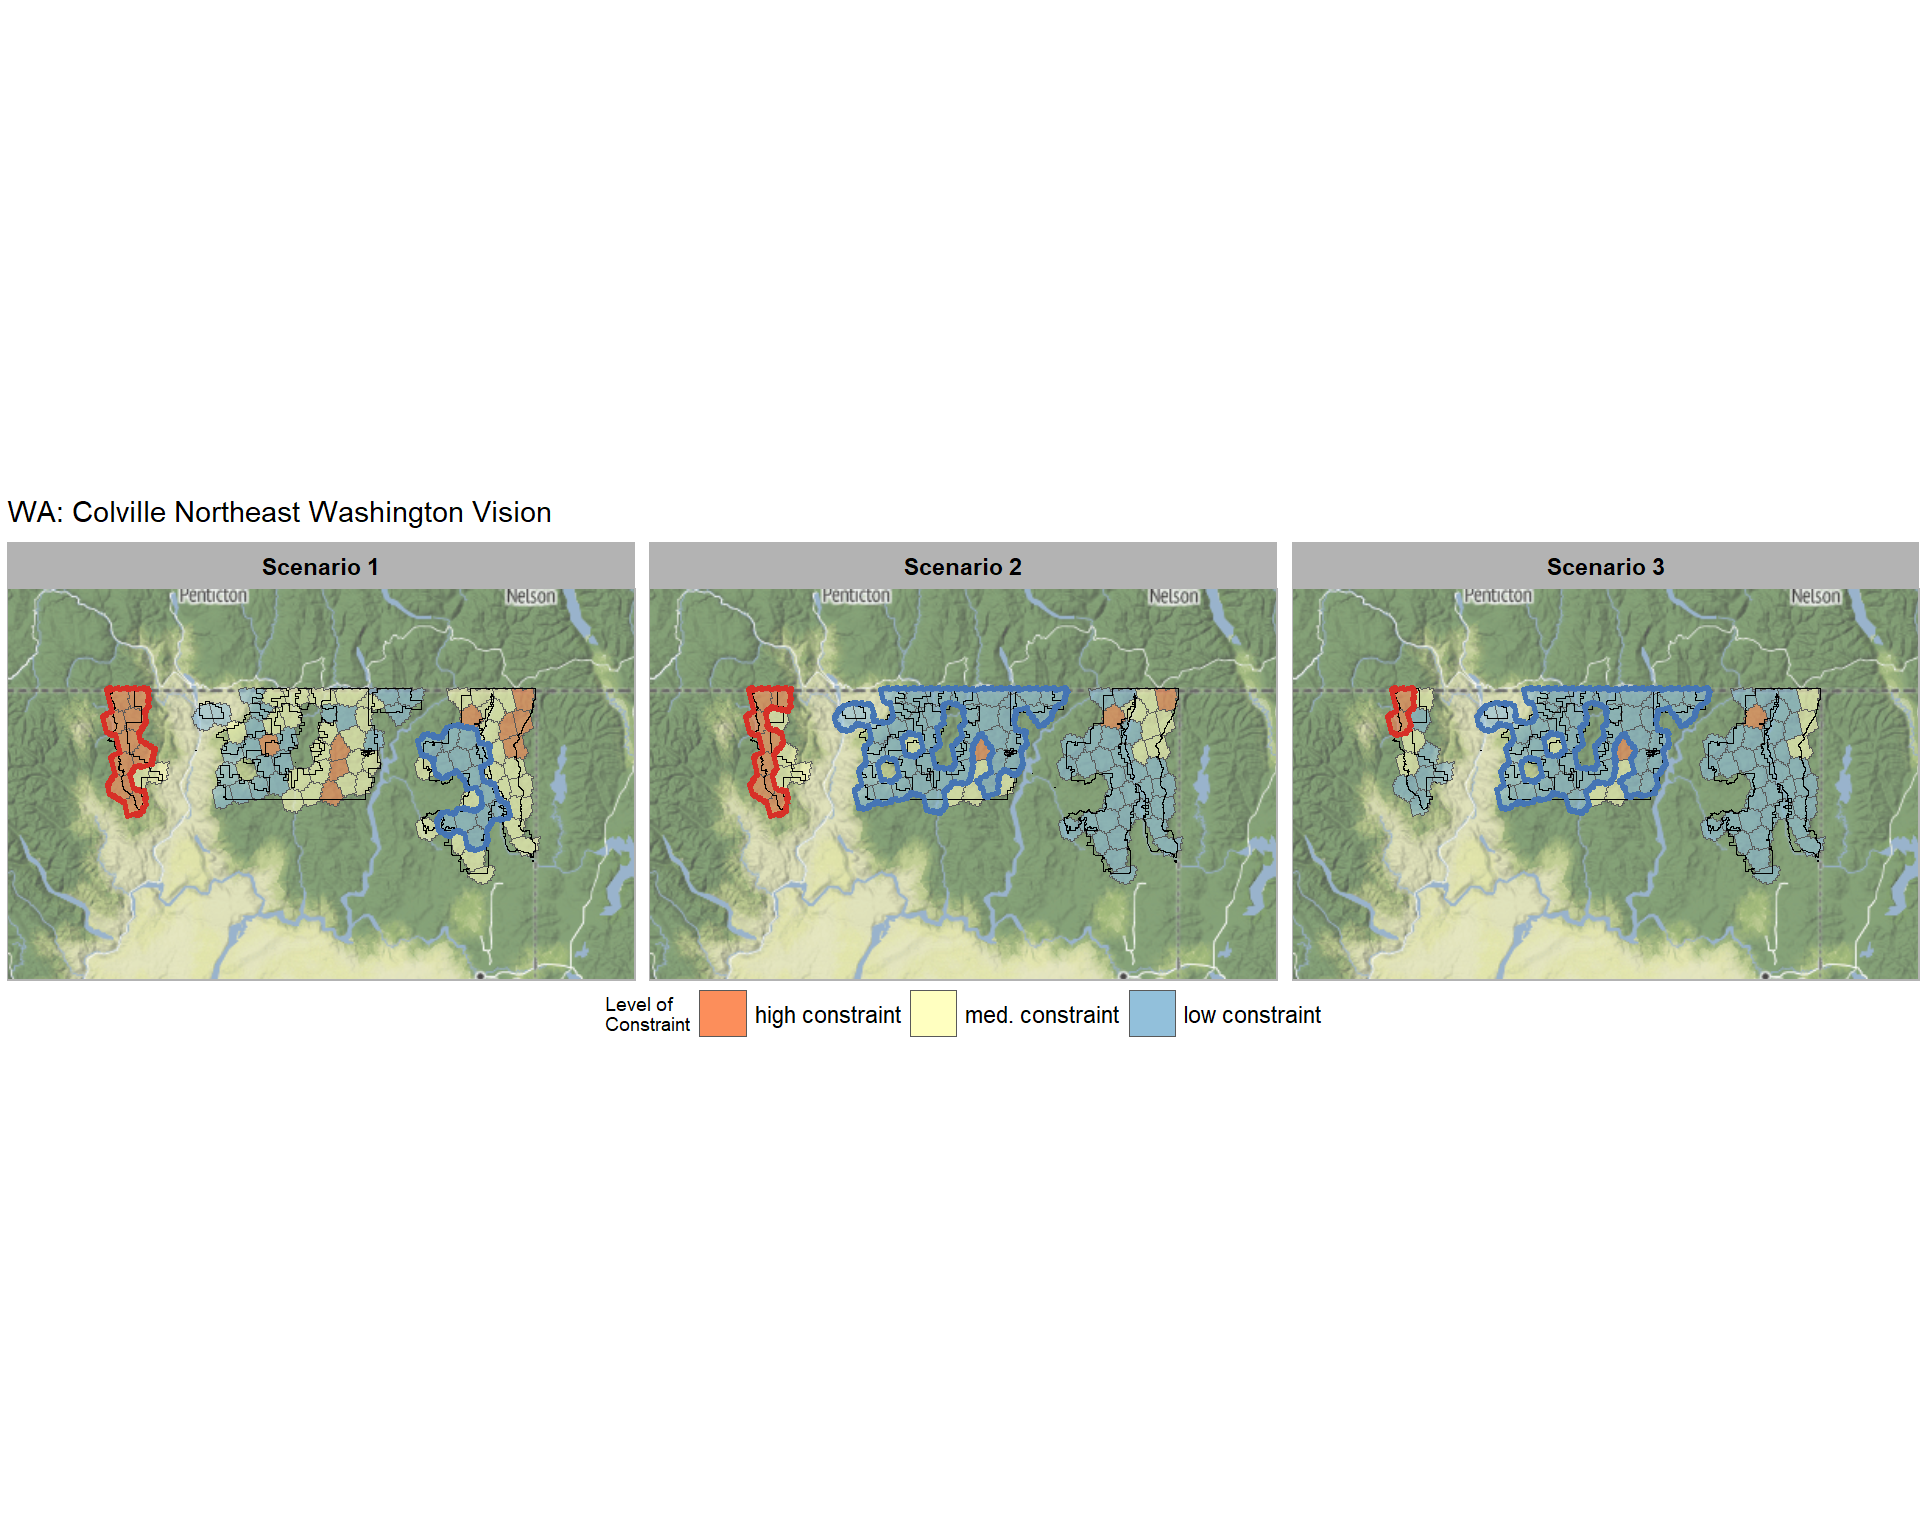 WA: Colville Northeast Washington Vision
Scenario 1
Scenario 2
Scenario 3
Penticton
Nelson
Penticton
Nelson
Penticton
Nelson
Level of
Constraint
high constraint
med. constraint
low constraint